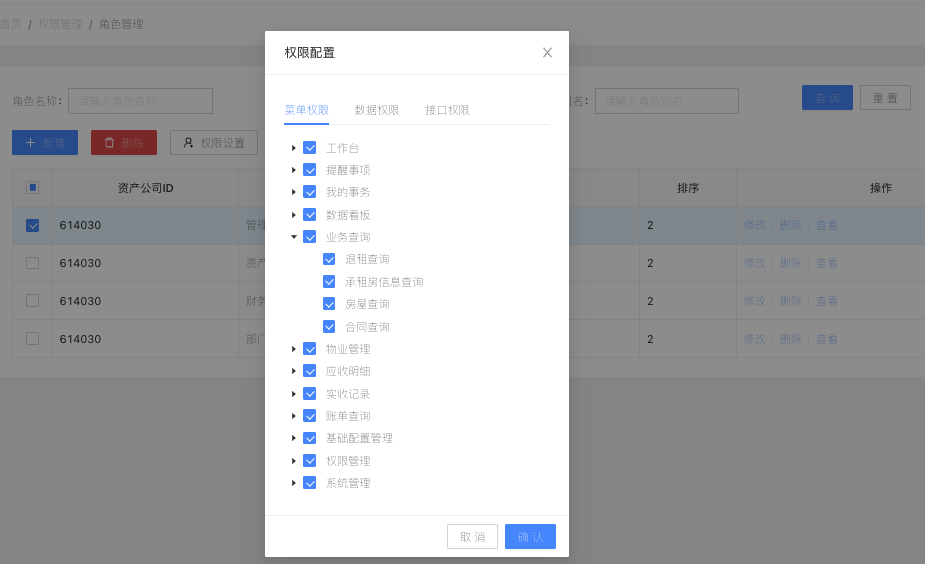 首页 / 权限管理 / 角色管理
权限配置
角色名称: 请输入角色名称
别名: 请输入角色别名
查 询 重 置
菜单权限 数据权限 接口权限
新增 删除 权限设置
资产公司ID 排序 操作
614030 管理 2 修改 删除 查看
614030 资产 2 修改 删除 查看
614030 财务 2 修改 删除 查看
614030 部门 2 修改 删除 查看
工作台
提醒事项
我的事务
数据看板
业务查询
退租查询
承租房信息查询
房屋查询
合同查询
物业管理
应收明细
实收记录
账单查询
基础配置管理
权限管理
系统管理
取 消 确 认